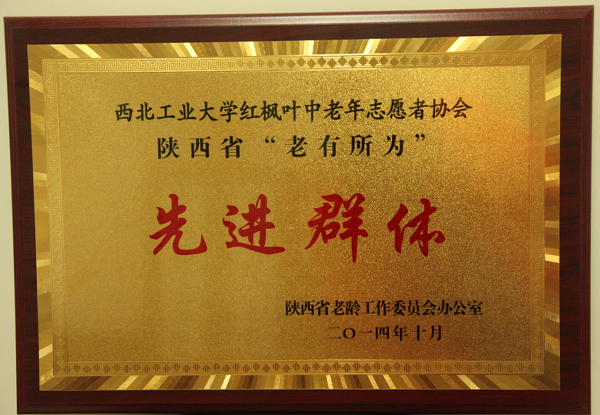 西北工业大学红枫叶中老年志愿者协会
陕西省“老有所为”
先进群体
陕西省老龄工作委员会办公室
二〇一四年十月